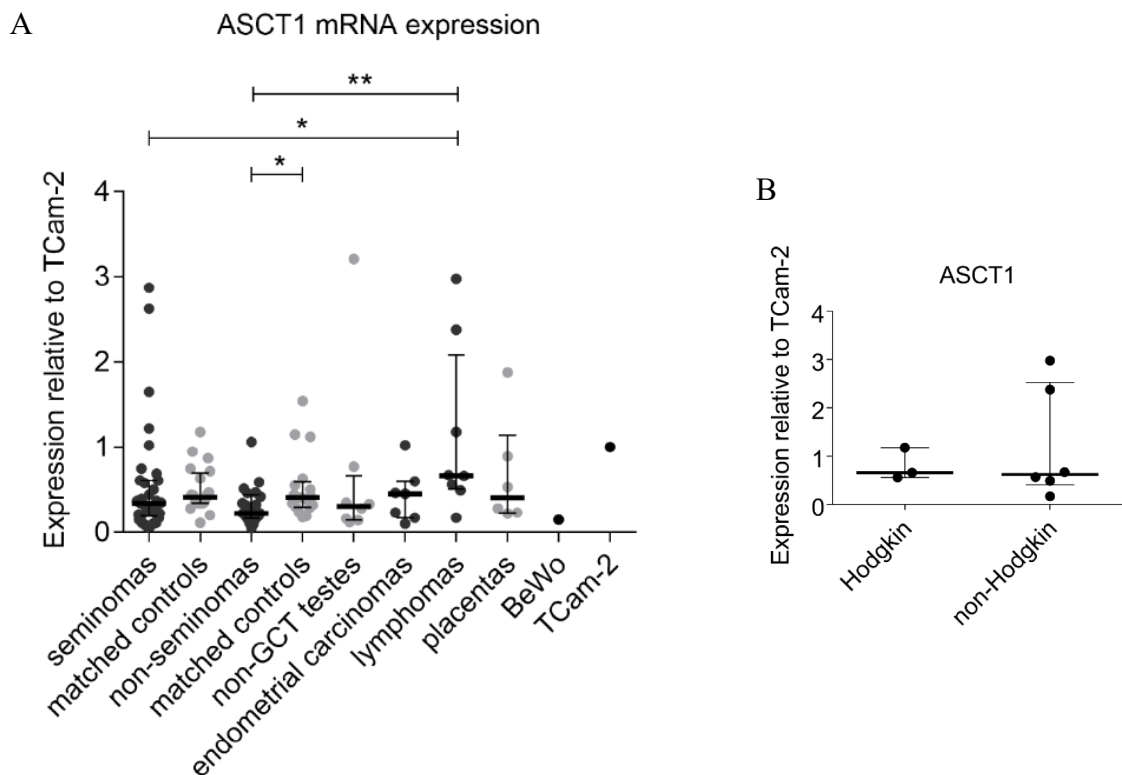 A
ASCT1 mRNA expression
**
*
*
Expression relative to TCam-2
4
3
2
1
0
seminomas
matched controls
non-seminomas
matched controls
non-GCT testes
endometrial carcinomas
lymphomas
placentas
BeWo
TCam-2
B
ASCT1
Expression relative to TCam-2
4
3
2
1
0
Hodgkin
non-Hodgkin